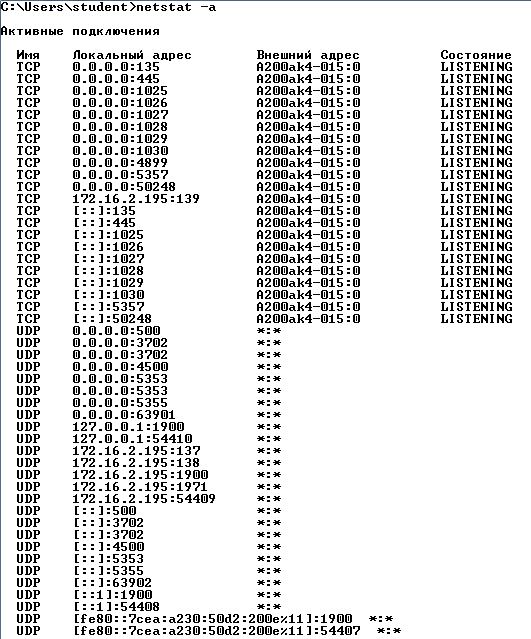 C:\Users\student>netstat -a
Активные подключения
Имя Локальный адрес Внешний адрес Состояние
TCP 0.0.0.0:135 A200ak4-015:0 LISTENING
TCP 0.0.0.0:445 A200ak4-015:0 LISTENING
TCP 0.0.0.0:1025 A200ak4-015:0 LISTENING
TCP 0.0.0.0:1026 A200ak4-015:0 LISTENING
TCP 0.0.0.0:1027 A200ak4-015:0 LISTENING
TCP 0.0.0.0:1028 A200ak4-015:0 LISTENING
TCP 0.0.0.0:1029 A200ak4-015:0 LISTENING
TCP 0.0.0.0:1030 A200ak4-015:0 LISTENING
TCP 0.0.0.0:4899 A200ak4-015:0 LISTENING
TCP 0.0.0.0:5357 A200ak4-015:0 LISTENING
TCP 0.0.0.0:50248 A200ak4-015:0 LISTENING
TCP 172.16.2.195:139 A200ak4-015:0 LISTENING
TCP [::]:135 A200ak4-015:0 LISTENING
TCP [::]:445 A200ak4-015:0 LISTENING
TCP [::]:1025 A200ak4-015:0 LISTENING
TCP [::]:1026 A200ak4-015:0 LISTENING
TCP [::]:1027 A200ak4-015:0 LISTENING
TCP [::]:1028 A200ak4-015:0 LISTENING
TCP [::]:1029 A200ak4-015:0 LISTENING
TCP [::]:1030 A200ak4-015:0 LISTENING
TCP [::]:5357 A200ak4-015:0 LISTENING
TCP [::]:50248 A200ak4-015:0 LISTENING
UDP 0.0.0.0:500 *:*
UDP 0.0.0.0:3702 *:*
UDP 0.0.0.0:3702 *:*
UDP 0.0.0.0:4500 *:*
UDP 0.0.0.0:5353 *:*
UDP 0.0.0.0:5353 *:*
UDP 0.0.0.0:5355 *:*
UDP 0.0.0.0:63901 *:*
UDP 127.0.0.1:1900 *:*
UDP 127.0.0.1:54410 *:*
UDP 172.16.2.195:137 *:*
UDP 172.16.2.195:138 *:*
UDP 172.16.2.195:1900 *:*
UDP 172.16.2.195:1971 *:*
UDP 172.16.2.195:54409 *:*
UDP [::]:500 *:*
UDP [::]:3702 *:*
UDP [::]:3702 *:*
UDP [::]:4500 *:*
UDP [::]:5353 *:*
UDP [::]:5355 *:*
UDP [::]:63902 *:*
UDP [::1]:1900 *:*
UDP [::1]:54408 *:*
UDP [fe80::7cea:a230:50d2:200e%11]:1900 *:*
UDP [fe80::7cea:a230:50d2:200e%11]:54407 *:*